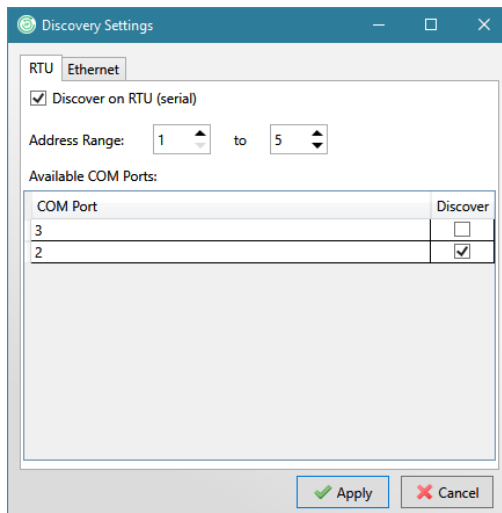 Discovery Settings
RTU Ethernet
Discover on RTU (serial)
Address Range: 1 to 5
Available COM Ports:
COM Port Discover
3
2
Apply Cancel